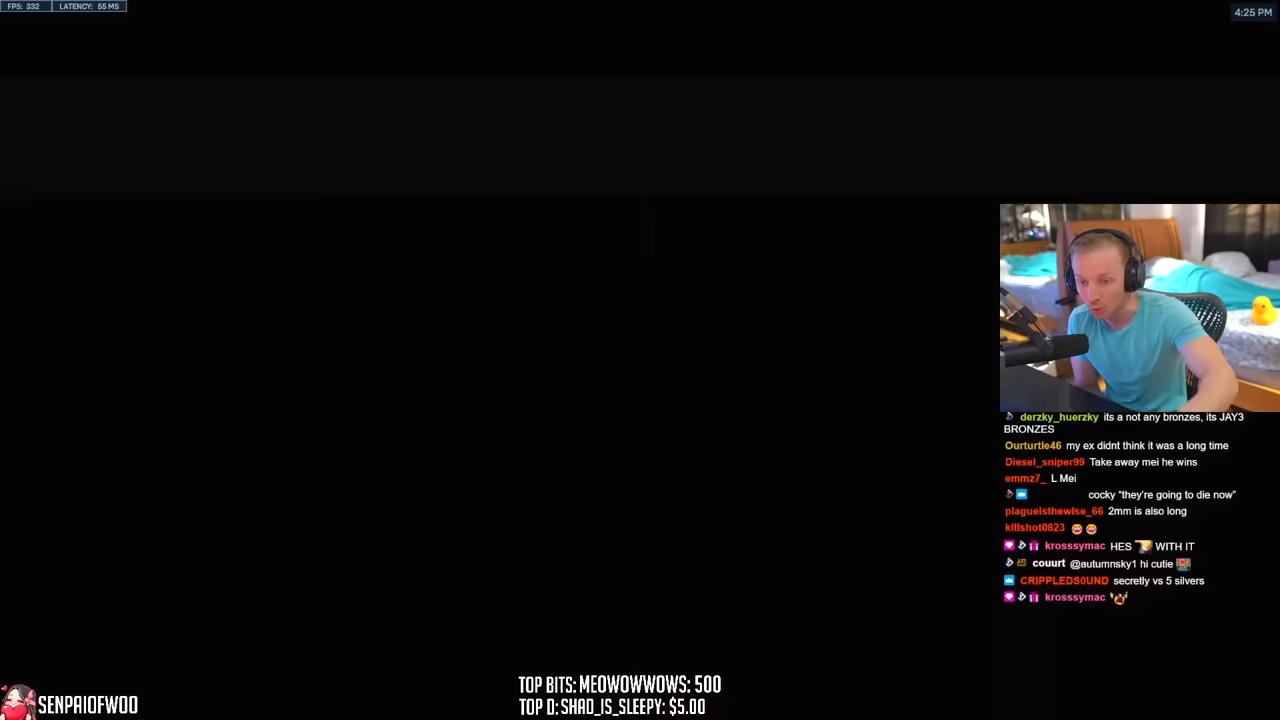 FPS: 332 LATENCY: 55 MS
4:25 PM
derzky_huerzky its a not any bronzes, its JAY3
BRONZES
Ourturtle46 my ex didnt think it was a long time
Diesel_sniper99 Take away mei he wins
emmz7_ L Mei
cocky “they’re going to die now”
plagueisthewise_66 2mm is also long
killshot0823
krosssymac HES WITH IT
couurt @autumnsky1 hi cutie
CRIPPLEDS0UND secretly vs 5 silvers
krosssymac
TOP BITS: MEOWOWWOWS: 500
SENPAIOFWOO
TOP D: SHAD_IS_SLEEPY: $5.00